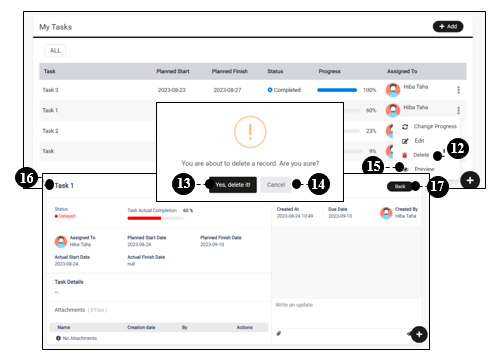 My Tasks
+ Add
ALL
Task Planned Start Planned Finish Status Progress Assigned To
Task 3 2023-08-23 2023-08-27 Completed 100% Hiba Taha
Task 1 60% Hiba Taha
Task 2 23%
Task 9%
Change Progress
Edit
Delete 12
15 Preview
You are about to delete a record. Are you sure?
13 Yes, delete it! Cancel 14
16 Task 1 Back 17
Status Task Actual Completion 60 % Created At Due Date Created By
Delayed 2023-08-24 10:49 2023-09-10 Hiba Taha
Assigned To Planned Start Date Planned Finish Date
Hiba Taha 2023-08-24 2023-09-10
Actual Start Date Actual Finish Date
2023-08-24 null
Task Details
--
Attachments ( 0 Files )
Write an update
Name Creation date By Actions
No Attachments